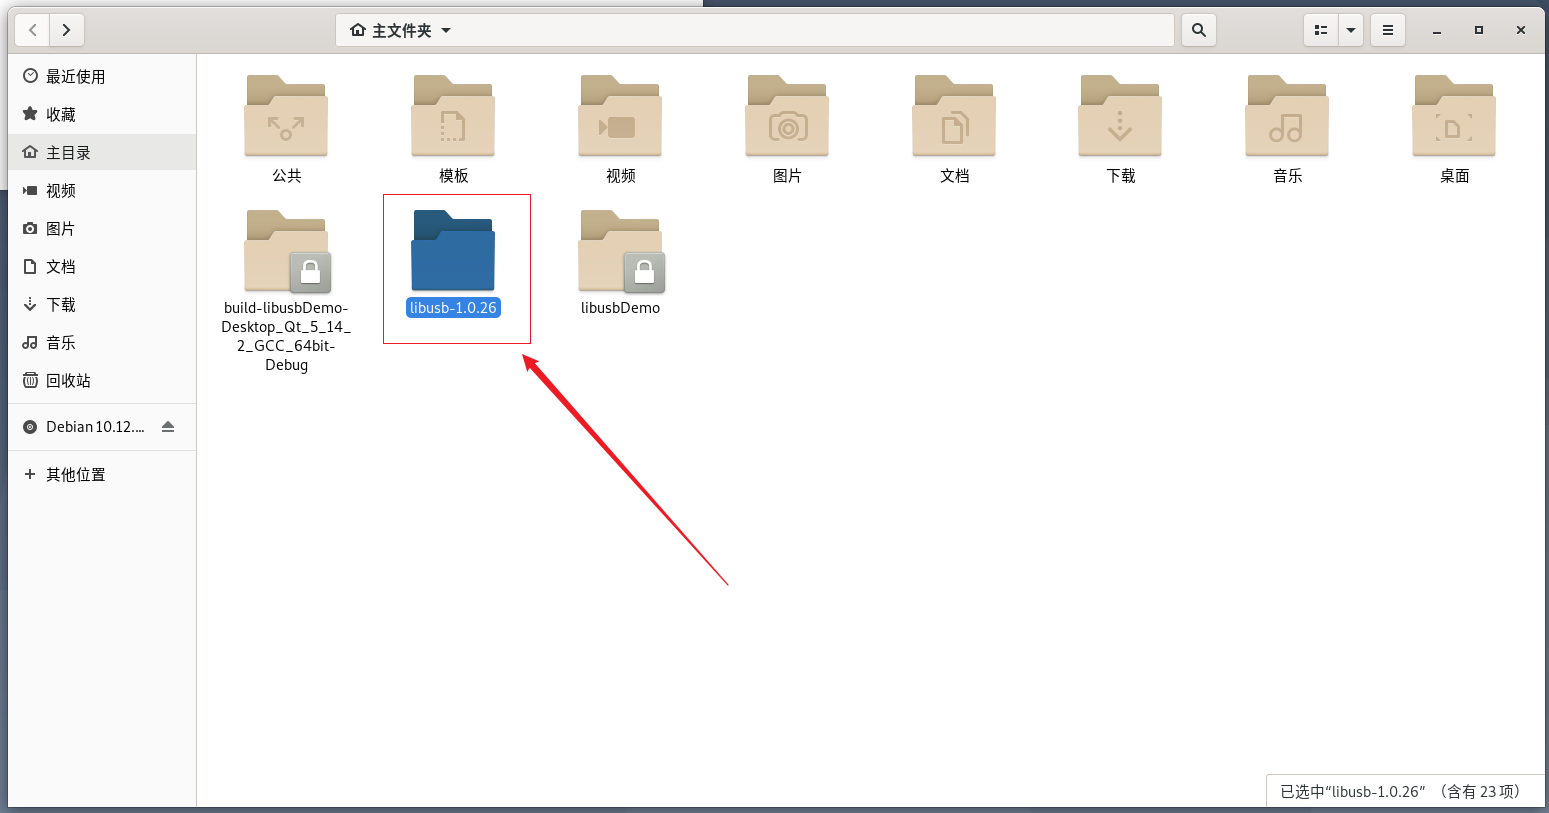 主文件夹
最近使用
收藏
主目录
视频
图片
文档
下载
音乐
回收站
Debian 10.12....
其他位置
公共
模板
视频
图片
文档
下载
音乐
桌面
build-libusbDemo-
Desktop_Qt_5_14_
2_GCC_64bit-
Debug
libusb-1.0.26
libusbDemo
已选中“libusb-1.0.26” （含有 23 项）